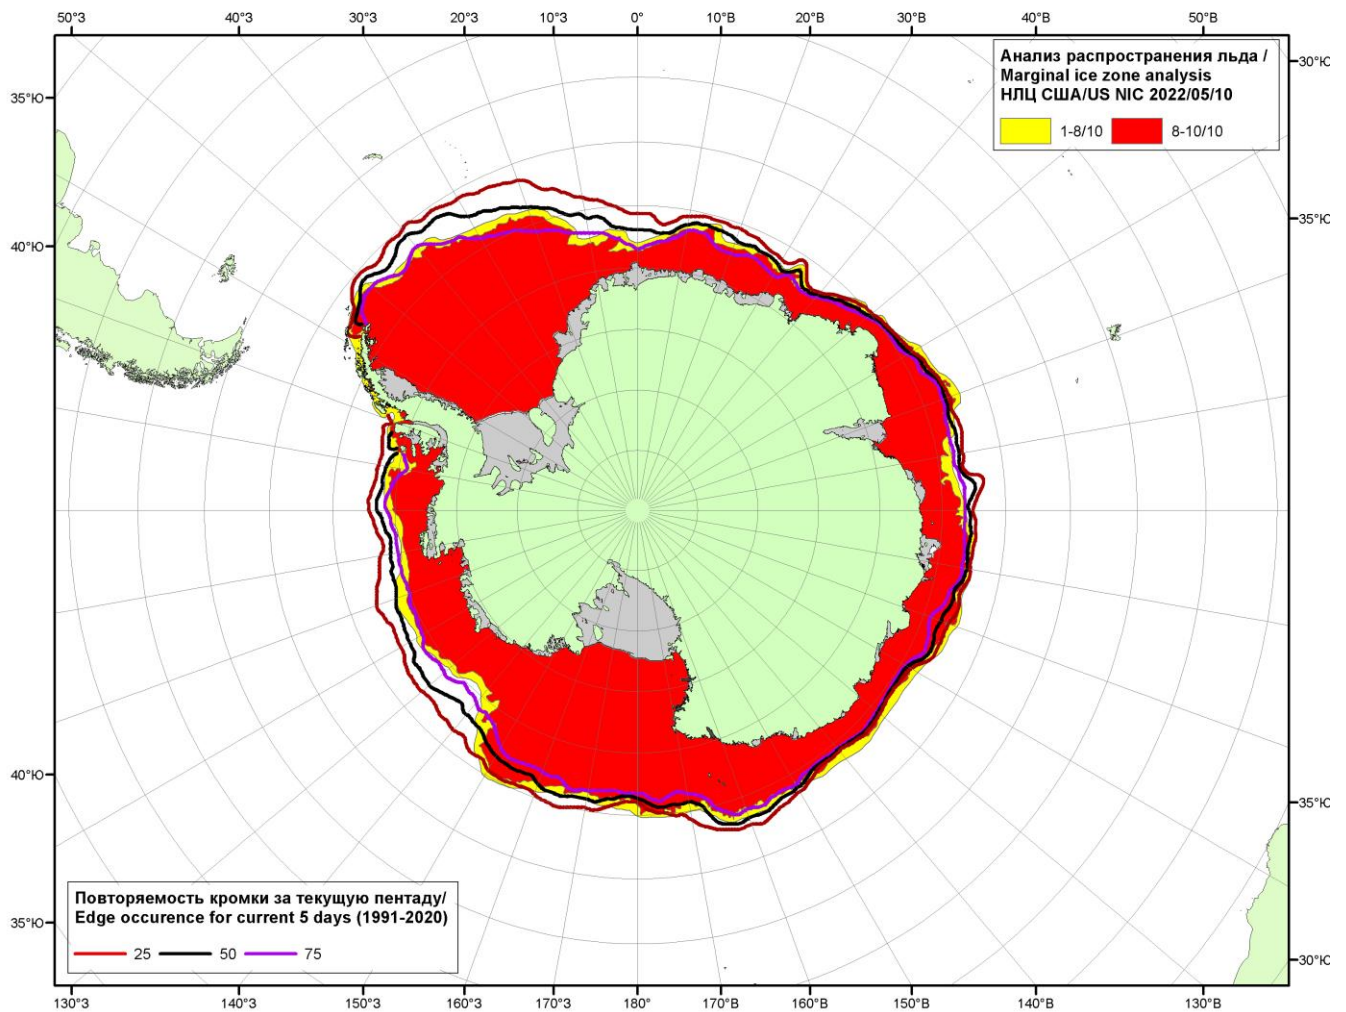 50°З 40°З 30°З 20°З 10°З 0° 10°В 20°В 30°В 40°В 50°В
Анализ распространения льда /
Marginal ice zone analysis
НЛЦ США/US NIC 2022/05/10
1-8/10 8-10/10
30°Ю
35°Ю
35°Ю
40°Ю
40°Ю
35°Ю
35°Ю
30°Ю
Повторяемость кромки за текущую пентаду/
Edge occurence for current 5 days (1991-2020)
25 50 75
130°З 140°З 150°З 160°З 170°З 180° 170°В 160°В 150°В 140°В 130°В